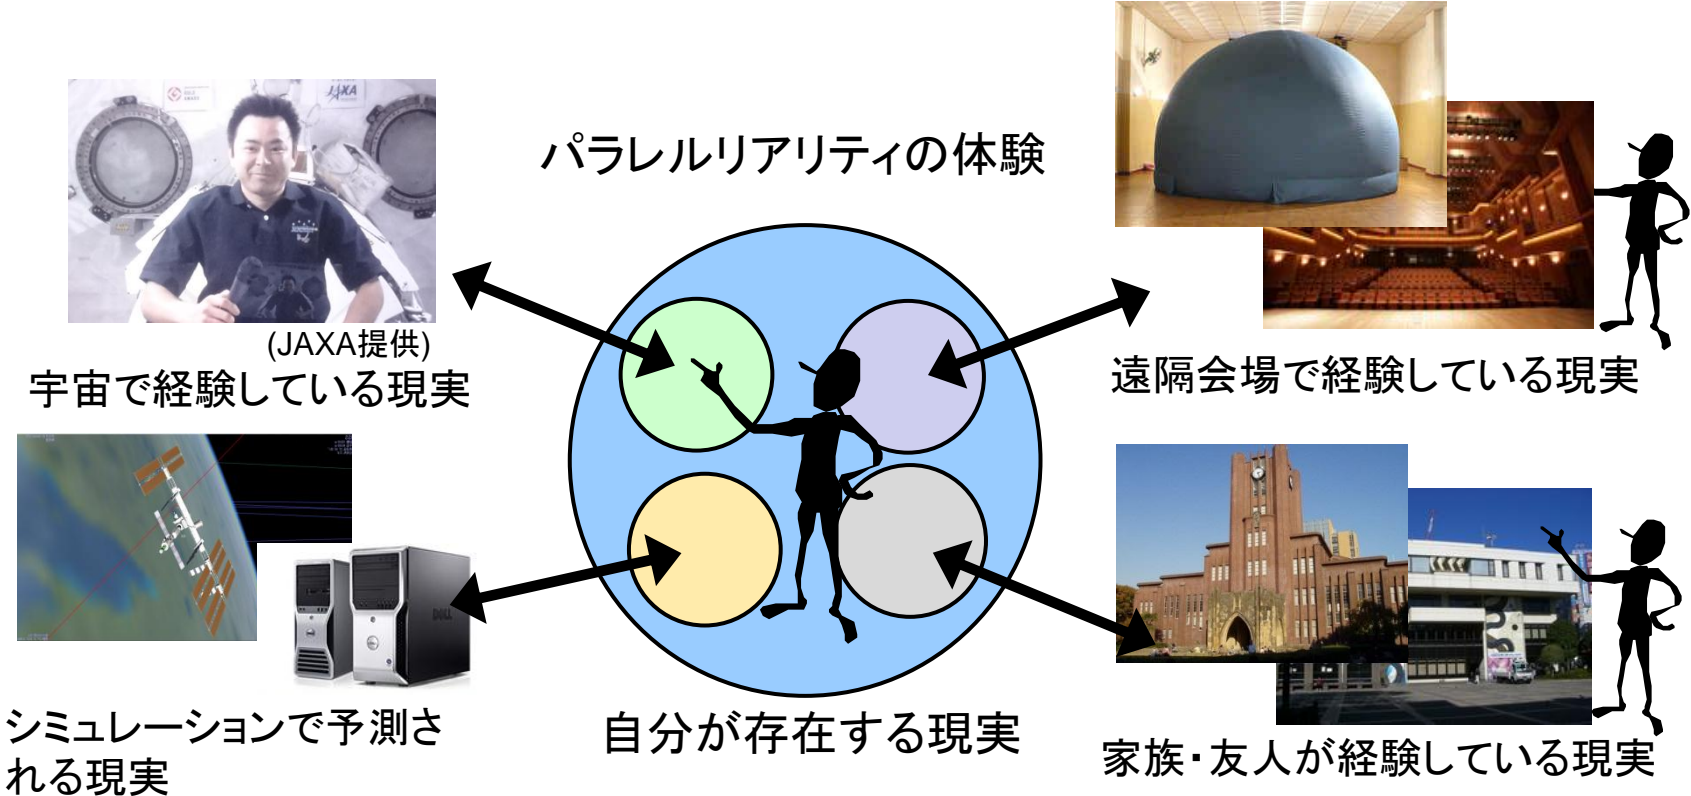 パラレルリアリティの体験
JAXA
(JAXA提供)
宇宙で経験している現実
遠隔会場で経験している現実
DELL
シミュレーションで予測さ
れる現実
自分が存在する現実
家族・友人が経験している現実